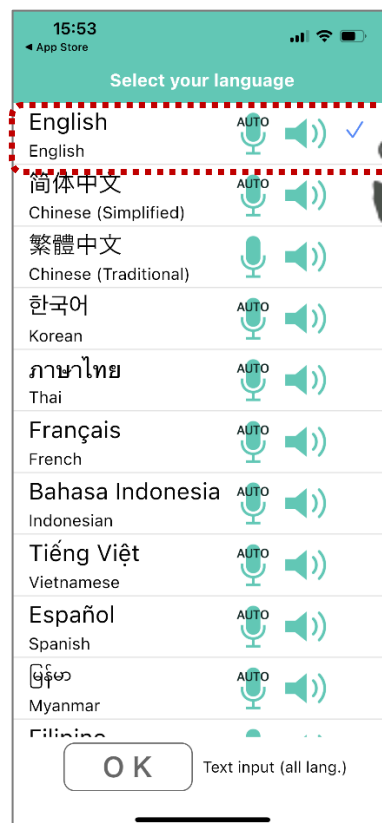 15:53
◀ App Store
Select your language
English
AUTO
English
简体中文
AUTO
Chinese (Simplified)
繁體中文
Chinese (Traditional)
한국어
AUTO
Korean
ภาษาไทย
AUTO
Thai
Français
AUTO
French
Bahasa Indonesia
AUTO
Indonesian
Tiếng Việt
AUTO
Vietnamese
Español
AUTO
Spanish
မြန်မာ
AUTO
Myanmar
Filipino
OK
Text input (all lang.)